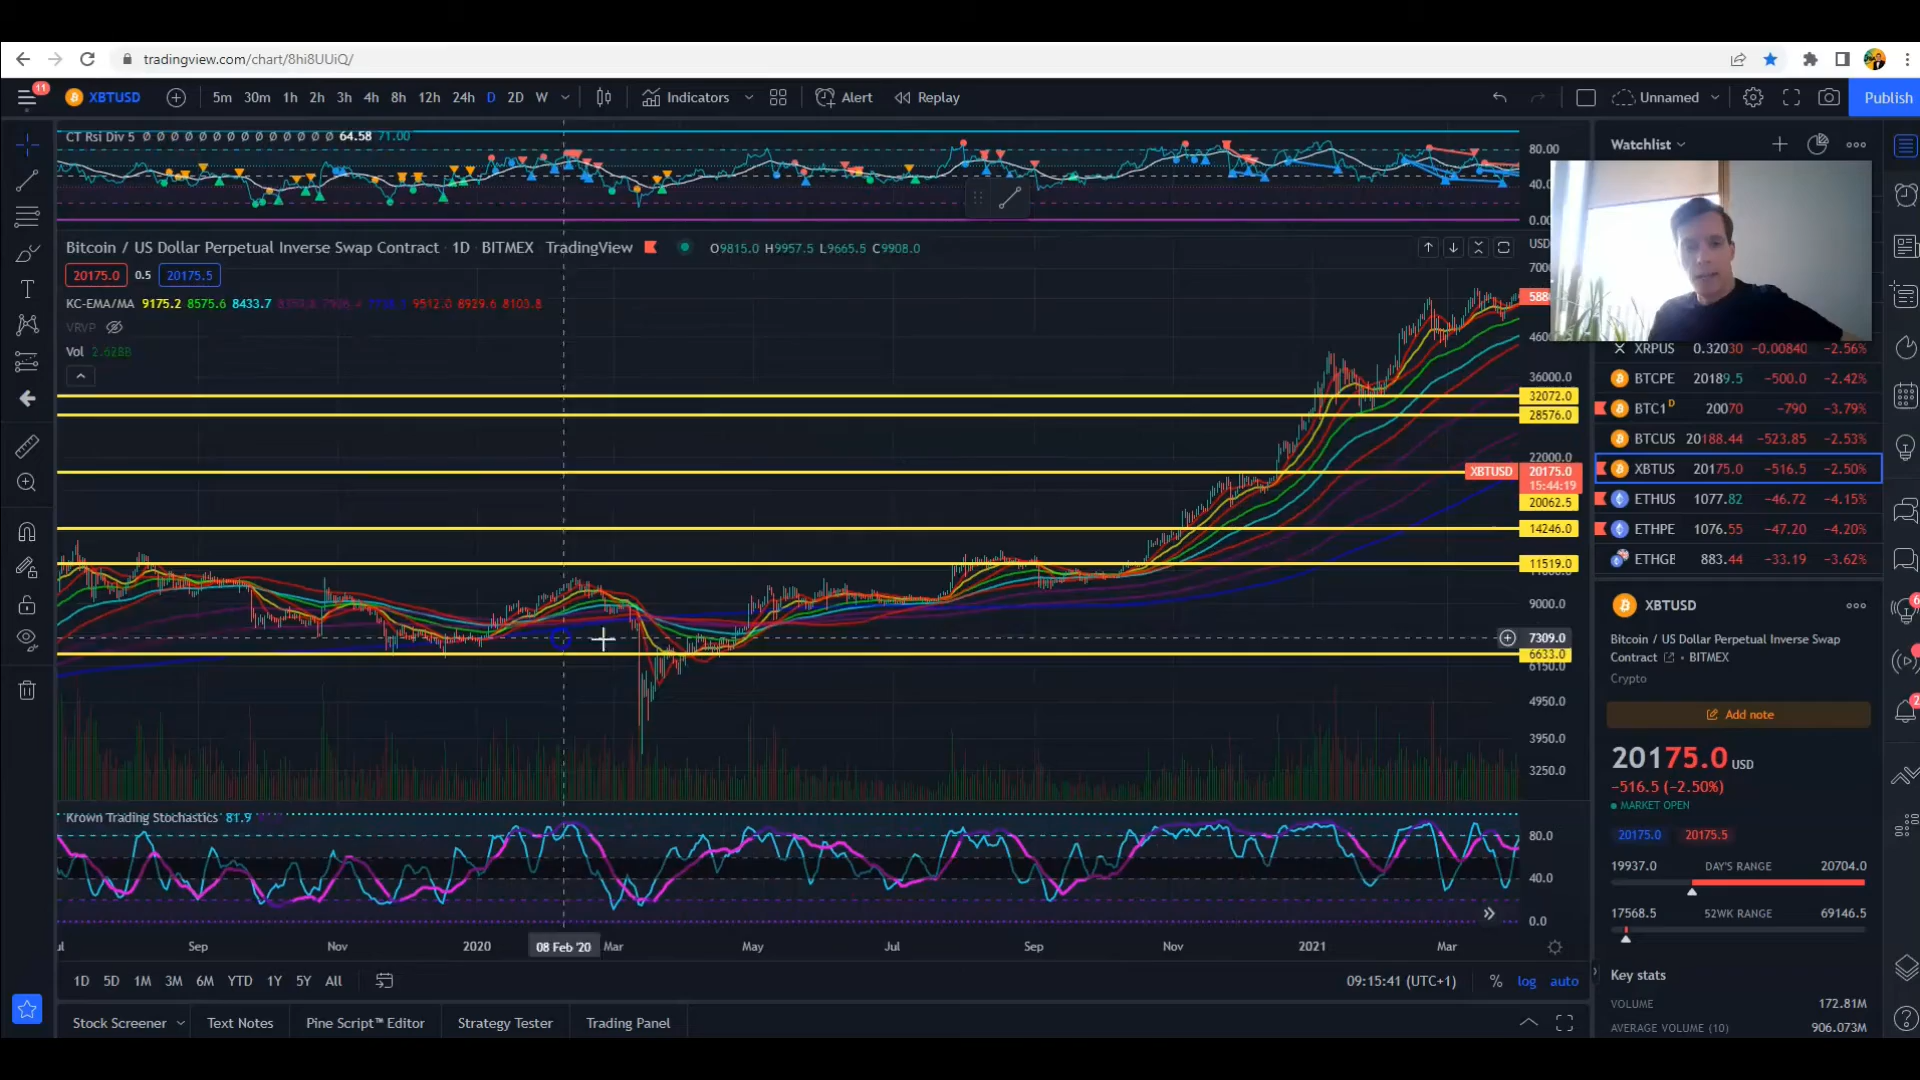 tradingview.com/chart/8hi8UUiQ/
11
XBTUSD 5m 30m 1h 2h 3h 4h 8h 12h 24h D 2D W Indicators Alert Replay Unnamed Publish
CT Rsi Div 5 Ø Ø Ø Ø Ø Ø Ø Ø Ø Ø Ø Ø Ø Ø 64.58 71.00
80.00
0.00
Bitcoin / US Dollar Perpetual Inverse Swap Contract · 1D · BITMEX TradingView O9815.0 H9957.5 L9665.5 C9908.0
20175.0 0.5 20175.5
KC-EMA/MA 9175.2 8575.6 8433.7 9512.0 8929.6 8103.8
VRVP
Vol 2.628B
36000.0
32072.0
28576.0
22000.0
XBTUSD 20175.0
15:44:19
20062.5
14246.0
11519.0
9000.0
7309.0
6633.0
6150.0
4950.0
3950.0
3250.0
Krown Trading Stochastics 81.9
80.0
40.0
0.0
Sep Nov 2020 08 Feb '20 Mar May Jul Sep Nov 2021 Mar
1D 5D 1M 3M 6M YTD 1Y 5Y All
09:15:41 (UTC+1) % log auto
Stock Screener Text Notes Pine Script™ Editor Strategy Tester Trading Panel
Watchlist
XRPUS 0.32030 −0.00840 −2.56%
BTCPE 20189.5 −500.0 −2.42%
BTC1 D 20070 −790 −3.79%
BTCUS 20188.44 −523.85 −2.53%
XBTUS 20175.0 −516.5 −2.50%
ETHUS 1077.82 −46.72 −4.15%
ETHPE 1076.55 −47.20 −4.20%
ETHGB 883.44 −33.19 −3.62%
XBTUSD
Bitcoin / US Dollar Perpetual Inverse Swap
Contract · BITMEX
Crypto
Add note
20175.0 USD
−516.5 (−2.50%)
MARKET OPEN
20175.0 20175.5
19937.0 DAY'S RANGE 20704.0
17568.5 52WK RANGE 69146.5
Key stats
VOLUME 172.81M
AVERAGE VOLUME (10) 906.073M